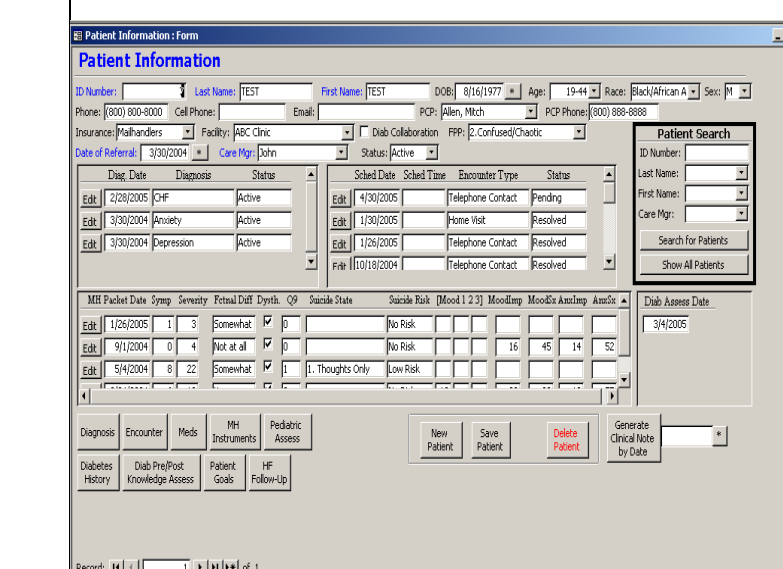 Patient Information : Form
Patient Information
ID Number: Last Name: TEST First Name: TEST DOB: 8/16/1977 * Age: 19-44 Race: Black/African A Sex: M
Phone: (800) 800-8000 Cell Phone: Email: PCP: Allen, Mitch PCP Phone: (800) 888-8888
Insurance: Mailhandlers Facility: ABC Clinic Diab Collaboration FPP: 2.Confused/Chaotic
Date of Referral: 3/30/2004 * Care Mgr: John Status: Active
Patient Search
ID Number:
Last Name:
First Name:
Care Mgr:
Search for Patients
Show All Patients
Diag. Date Diagnosis Status
Edit 2/28/2005 CHF Active
Edit 3/30/2004 Anxiety Active
Edit 3/30/2004 Depression Active
Sched Date Sched Time Encounter Type Status
Edit 4/30/2005 Telephone Contact Pending
Edit 1/30/2005 Home Visit Resolved
Edit 1/26/2005 Telephone Contact Resolved
Edit 10/18/2004 Telephone Contact Resolved
MH Packet Date Symp Severity Fctnal Diff Dysth. Q9 Suicide State Suicide Risk [Mood 1 2 3] MoodImp MoodSx AnxImp AnxSx
Edit 1/26/2005 1 3 Somewhat 0 No Risk
Edit 9/1/2004 0 4 Not at all 0 No Risk 16 45 14 52
Edit 5/4/2004 8 22 Somewhat 1 1. Thoughts Only Low Risk
Diab Assess Date
3/4/2005
Diagnosis Encounter Meds MH Instruments Pediatric Assess
Diabetes History Diab Pre/Post Knowledge Assess Patient Goals HF Follow-Up
New Patient Save Patient Delete Patient
Generate Clinical Note by Date *
Record: 1 of 1